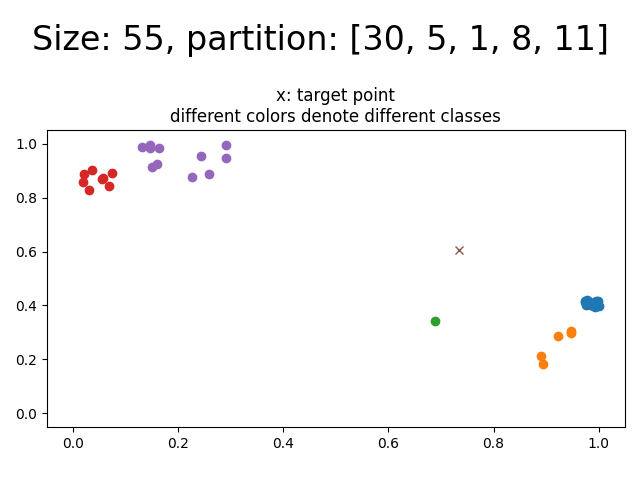 Size: 55, partition: [30, 5, 1, 8, 11]
x: target point
different colors denote different classes
1.0
0.8
0.6
0.4
0.2
0.0
0.0 0.2 0.4 0.6 0.8 1.0